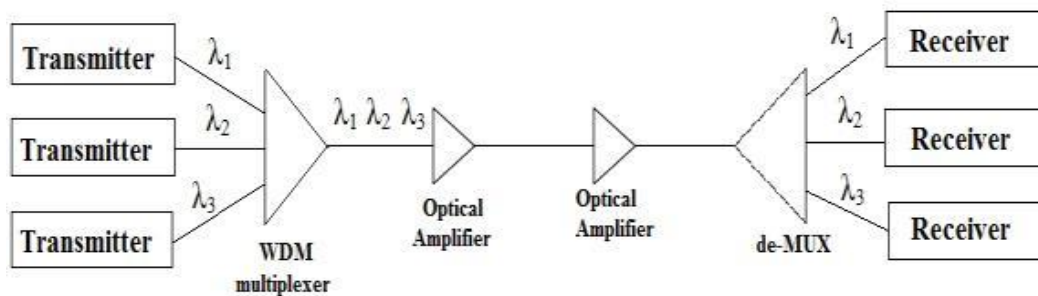 Transmitter
λ1
Transmitter
λ2
Transmitter
λ3
WDM
multiplexer
λ1 λ2 λ3
Optical
Amplifier
Optical
Amplifier
de-MUX
λ1
Receiver
λ2
Receiver
λ3
Receiver